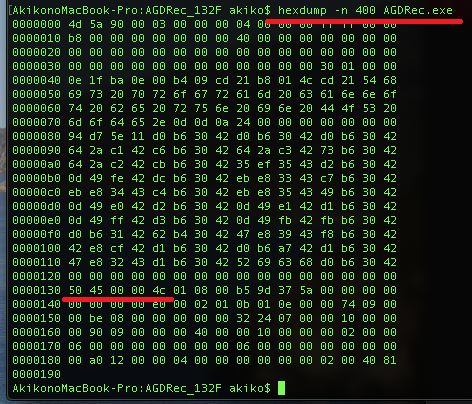 [AkikonoMacBook-Pro:AGDRec_132F akiko$ hexdump -n 400 AGDRec.exe
0000000 4d 5a 90 00 03 00 00 00 04 00 00 00 ff ff 00 00
0000010 b8 00 00 00 00 00 00 00 40 00 00 00 00 00 00 00
0000020 00 00 00 00 00 00 00 00 00 00 00 00 00 00 00 00
0000030 00 00 00 00 00 00 00 00 00 00 00 00 30 01 00 00
0000040 0e 1f ba 0e 00 b4 09 cd 21 b8 01 4c cd 21 54 68
0000050 69 73 20 70 72 6f 67 72 61 6d 20 63 61 6e 6e 6f
0000060 74 20 62 65 20 72 75 6e 20 69 6e 20 44 4f 53 20
0000070 6d 6f 64 65 2e 0d 0d 0a 24 00 00 00 00 00 00 00
0000080 94 d7 5e 11 d0 b6 30 42 d0 b6 30 42 d0 b6 30 42
0000090 64 2a c1 42 c6 b6 30 42 64 2a c3 42 73 b6 30 42
00000a0 64 2a c2 42 cb b6 30 42 35 ef 35 43 d2 b6 30 42
00000b0 0d 49 fe 42 dc b6 30 42 eb e8 33 43 c7 b6 30 42
00000c0 eb e8 34 43 c4 b6 30 42 eb e8 35 43 49 b6 30 42
00000d0 0d 49 e0 42 d2 b6 30 42 0d 49 e1 42 d1 b6 30 42
00000e0 0d 49 ff 42 d3 b6 30 42 0d 49 fb 42 fb b6 30 42
00000f0 d0 b6 31 42 62 b4 30 42 47 e8 39 43 f8 b6 30 42
0000100 42 e8 cf 42 d1 b6 30 42 d0 b6 a7 42 d1 b6 30 42
0000110 47 e8 32 43 d1 b6 30 42 52 69 63 68 d0 b6 30 42
0000120 00 00 00 00 00 00 00 00 00 00 00 00 00 00 00 00
0000130 50 45 00 00 4c 01 08 00 b5 9d 37 5a 00 00 00 00
0000140 00 00 00 00 e0 00 02 01 0b 01 0e 00 00 74 09 00
0000150 00 be 08 00 00 00 00 00 32 24 07 00 00 10 00 00
0000160 00 90 09 00 00 00 40 00 00 10 00 00 00 02 00 00
0000170 06 00 00 00 00 00 00 00 06 00 00 00 00 00 00 00
0000180 00 a0 12 00 00 04 00 00 00 00 00 00 02 00 40 81
0000190
AkikonoMacBook-Pro:AGDRec_132F akiko$